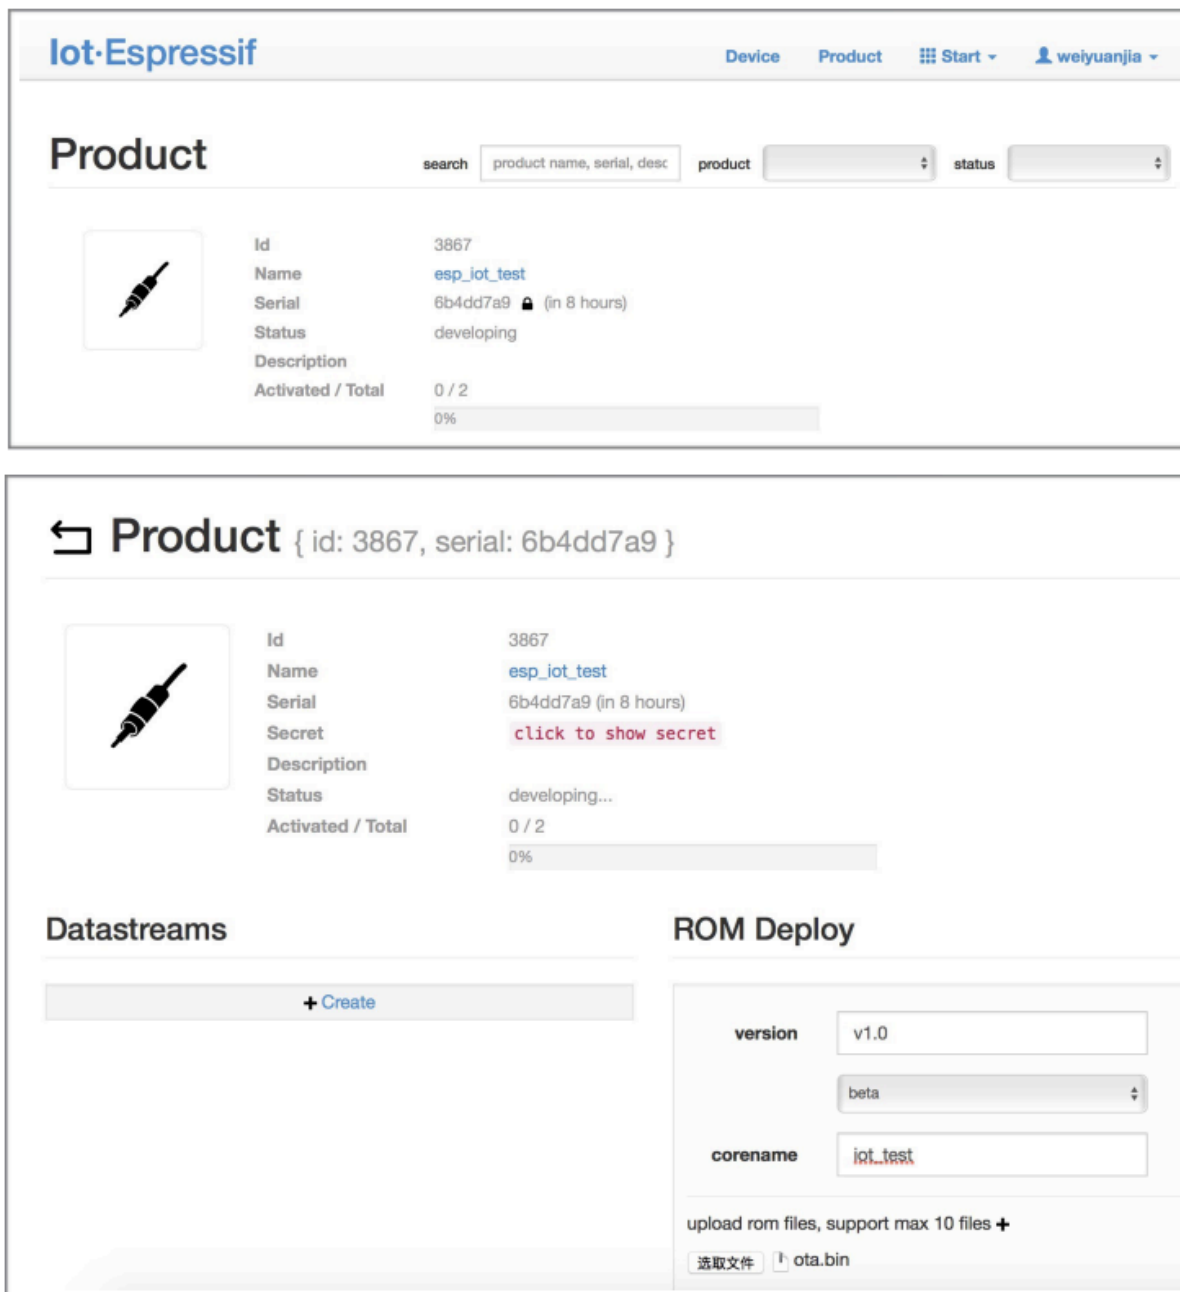 Iot·Espressif
Device Product Start weiyuanjia
Product
search product name, serial, desc product status
Id 3867
Name esp_iot_test
Serial 6b4dd7a9 (in 8 hours)
Status developing
Description
Activated / Total 0 / 2
0%
Product { id: 3867, serial: 6b4dd7a9 }
Id 3867
Name esp_iot_test
Serial 6b4dd7a9 (in 8 hours)
Secret click to show secret
Description
Status developing...
Activated / Total 0 / 2
0%
Datastreams
+ Create
ROM Deploy
version v1.0
beta
corename iot_test
upload rom files, support max 10 files +
选取文件 ota.bin